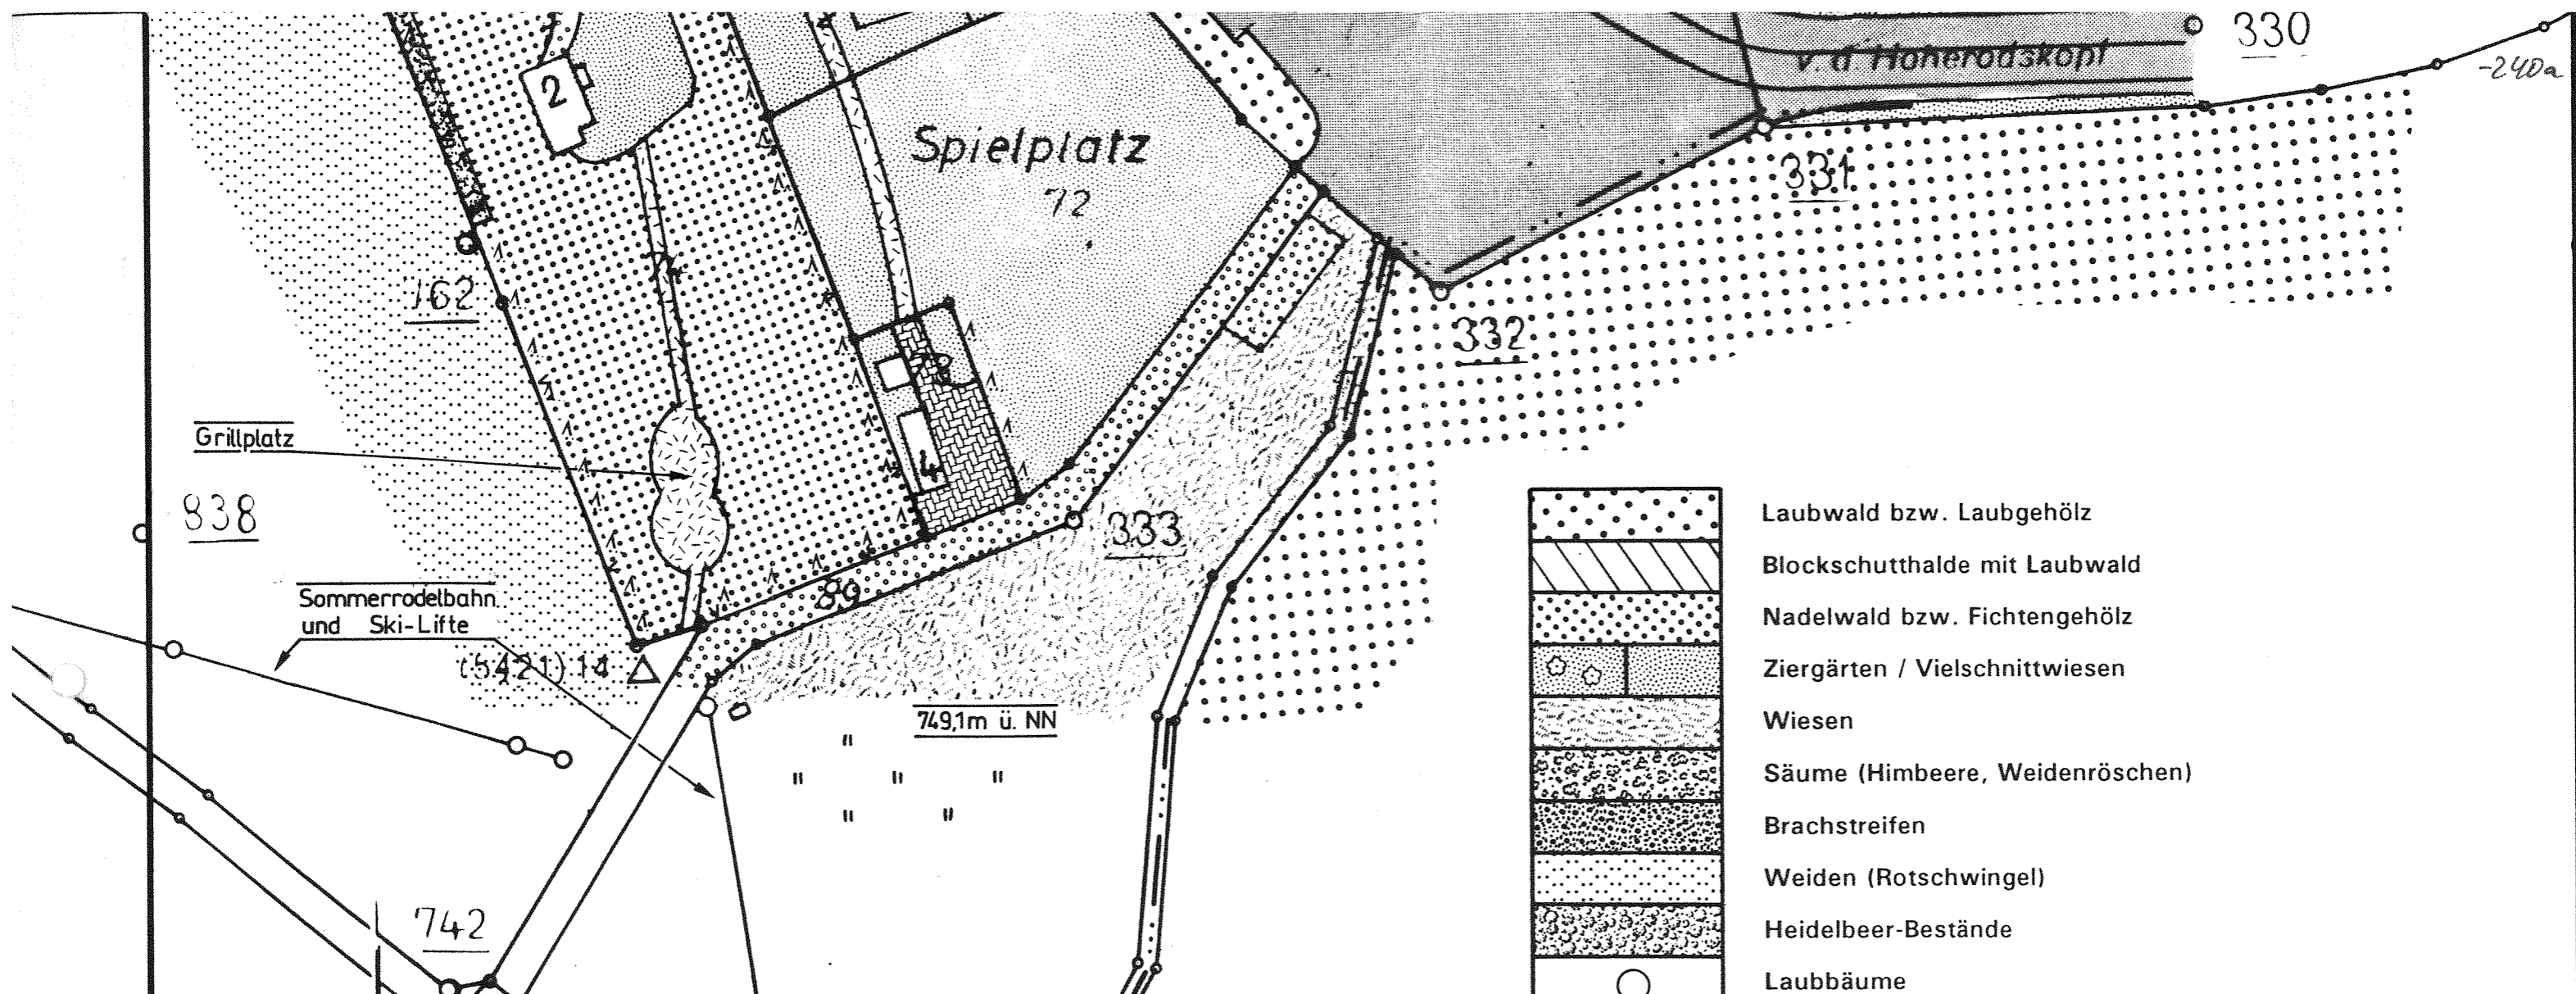 330
v. d Hoherodskopf
-240a
2
Spielplatz
72
331
162
332
Grillplatz
4
838
333
89
Sommerrodelbahn
und Ski-Lifte
(5421) 14
749,1m ü. NN
742
Laubwald bzw. Laubgehölz
Blockschutthalde mit Laubwald
Nadelwald bzw. Fichtengehölz
Ziergärten / Vielschnittwiesen
Wiesen
Säume (Himbeere, Weidenröschen)
Brachstreifen
Weiden (Rotschwingel)
Heidelbeer-Bestände
Laubbäume